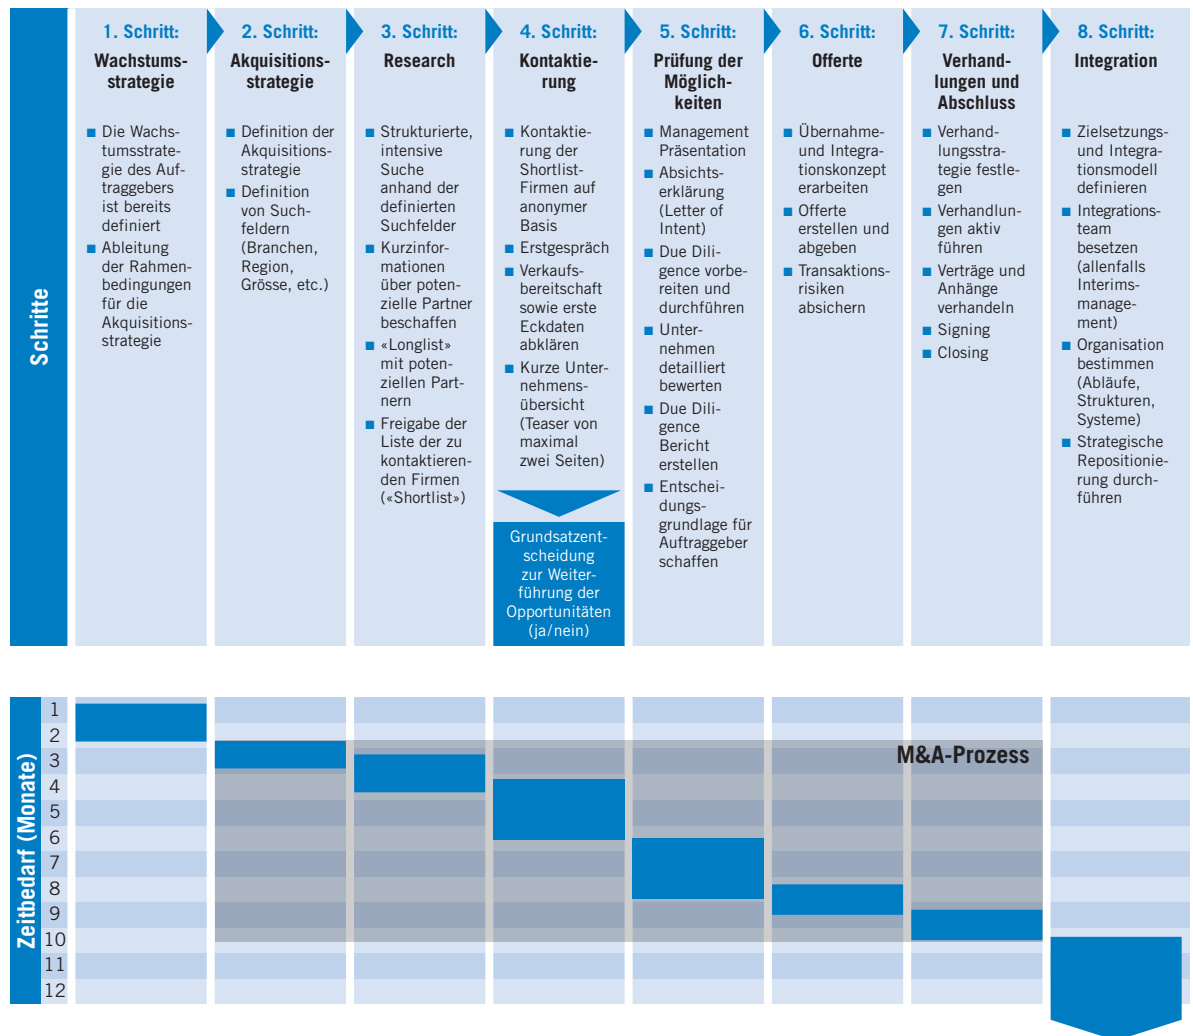 Schritte
1. Schritt:
Wachstums-
strategie
Die Wachs-
tumsstrate-
gie des Auf-
traggebers
ist bereits
definiert
Ableitung
der Rahmen-
bedingungen
für die
Akquisitions-
strategie
2. Schritt:
Akquisitions-
strategie
Definition der
Akquisitions-
strategie
Definition
von Such-
feldern
(Branchen,
Region,
Grösse, etc.)
3. Schritt:
Research
Strukturierte,
intensive
Suche
anhand der
definierten
Suchfelder
Kurzinfor-
mationen
über poten-
zielle Partner
beschaffen
«Longlist»
mit poten-
ziellen Part-
nern
Freigabe der
Liste der zu
kontaktieren-
den Firmen
(«Shortlist»)
4. Schritt:
Kontaktie-
rung
Kontaktie-
rung der
Shortlist-
Firmen auf
anonymer
Basis
Erstgespräch
Verkaufs-
bereitschaft
sowie erste
Eckdaten
abklären
Kurze Unter-
nehmens-
übersicht
(Teaser von
maximal
zwei Seiten)
Grundsatzent-
scheidung
zur Weiter-
führung der
Opportunitäten
(ja/nein)
5. Schritt:
Prüfung der
Möglich-
keiten
Management
Präsentation
Absichts-
erklärung
(Letter of
Intent)
Due Dili-
gence vorbe-
reiten und
durchführen
Unter-
nehmen
detailliert
bewerten
Due Dili-
gence
Bericht
erstellen
Entschei-
dungs-
grundlage für
Auftraggeber
schaffen
6. Schritt:
Offerte
Übernahme-
und Integra-
tionskonzept
erarbeiten
Offerte
erstellen und
abgeben
Transaktions-
risiken
absichern
7. Schritt:
Verhand-
lungen und
Abschluss
Verhand-
lungsstra-
tegie festle-
gen
Verhandlun-
gen aktiv
führen
Verträge und
Anhänge
verhandeln
Signing
Closing
8. Schritt:
Integration
Zielsetzungs-
und Integra-
tionsmodell
definieren
Integrations-
team
besetzen
(allenfalls
Interims-
manage-
ment)
Organisation
bestimmen
(Abläufe,
Strukturen,
Systeme)
Strategische
Repositionie-
rung durch-
führen
Zeitbedarf (Monate)
1
2
3
4
5
6
7
8
9
10
11
12
M&A-Prozess